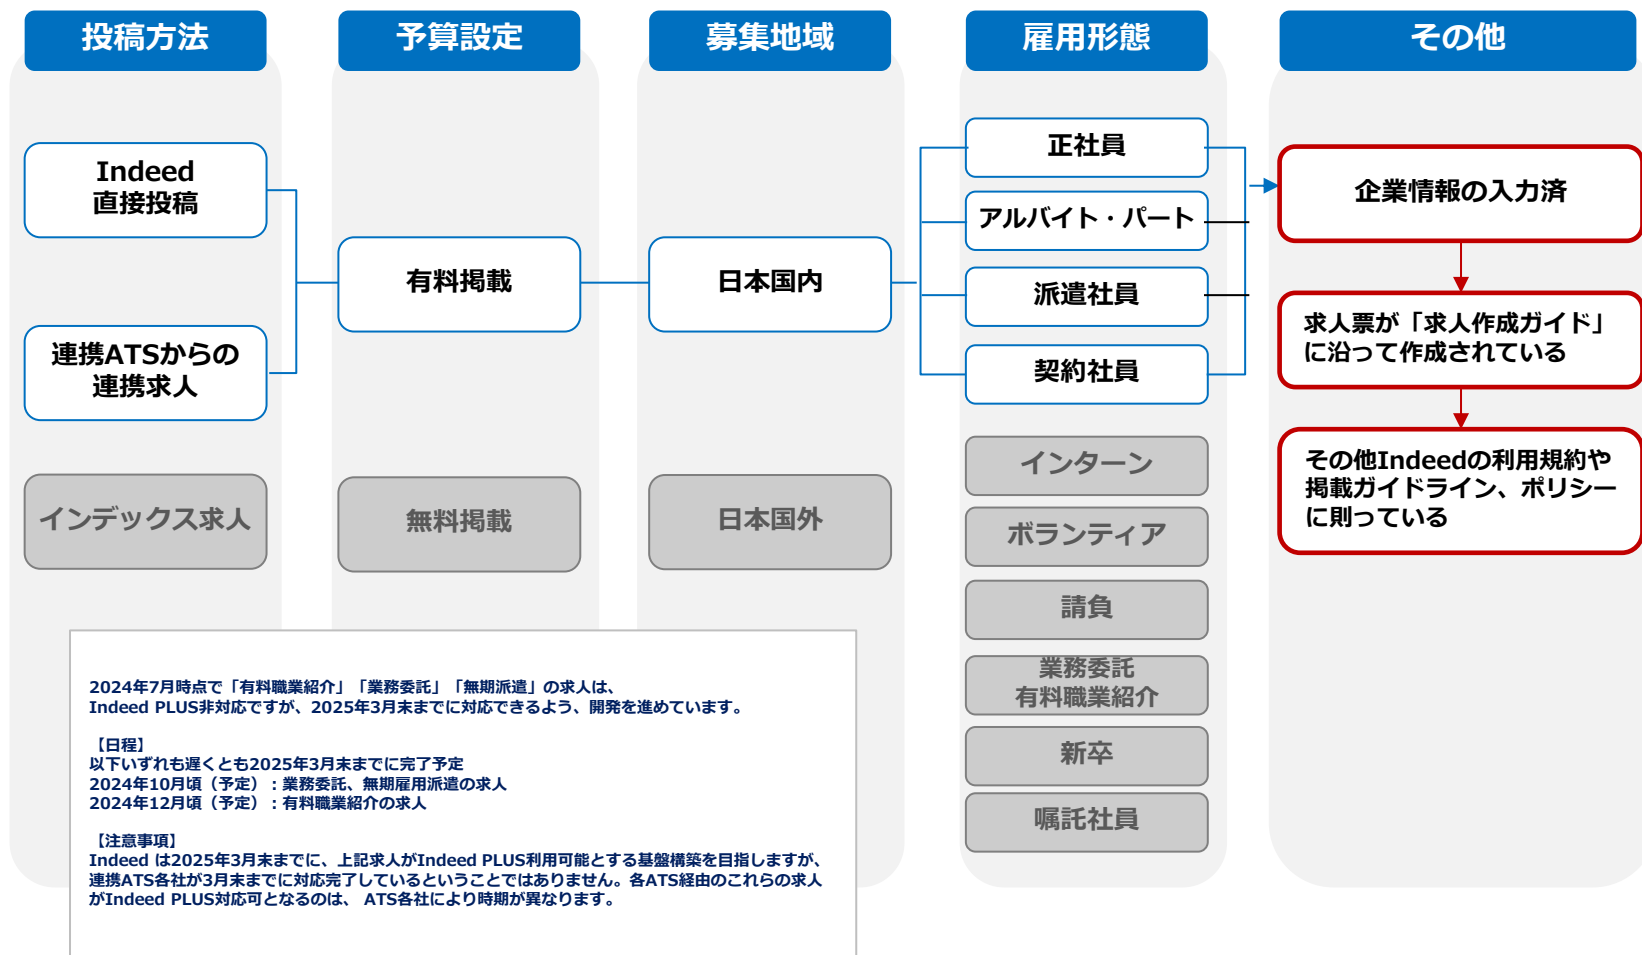 投稿方法
予算設定
募集地域
雇用形態
その他
Indeed
直接投稿
連携ATSからの
連携求人
インデックス求人
有料掲載
無料掲載
日本国内
日本国外
正社員
アルバイト・パート
派遣社員
契約社員
インターン
ボランティア
請負
業務委託
有料職業紹介
新卒
嘱託社員
企業情報の入力済
求人票が「求人作成ガイド」
に沿って作成されている
その他Indeedの利用規約や
掲載ガイドライン、ポリシー
に則っている
2024年7月時点で「有料職業紹介」「業務委託」「無期派遣」の求人は、
Indeed PLUS非対応ですが、2025年3月末までに対応できるよう、開発を進めています。
【日程】
以下いずれも遅くとも2025年3月末までに完了予定
2024年10月頃（予定）：業務委託、無期雇用派遣の求人
2024年12月頃（予定）：有料職業紹介の求人
【注意事項】
Indeed は2025年3月末までに、上記求人がIndeed PLUS利用可能とする基盤構築を目指しますが、
連携ATS各社が3月末までに対応完了しているということではありません。各ATS経由のこれらの求人
がIndeed PLUS対応可となるのは、 ATS各社により時期が異なります。